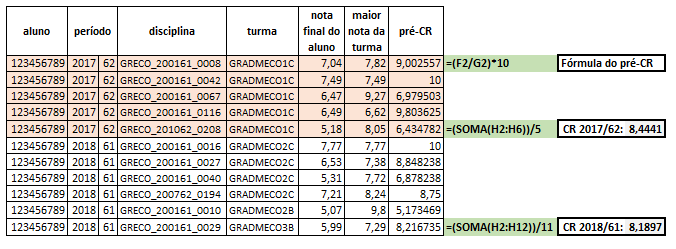 aluno período disciplina turma nota final do aluno maior nota da turma pré-CR
123456789 2017 62 GRECO_200161_0008 GRADMECO1C 7,04 7,82 9,002557 =(F2/G2)*10 Fórmula do pré-CR
123456789 2017 62 GRECO_200161_0042 GRADMECO1C 7,49 7,49 10
123456789 2017 62 GRECO_200161_0067 GRADMECO1C 6,47 9,27 6,979503
123456789 2017 62 GRECO_200161_0116 GRADMECO1C 6,49 6,62 9,803625
123456789 2017 62 GRECO_201062_0208 GRADMECO1C 5,18 8,05 6,434782 =(SOMA(H2:H6))/5 CR 2017/62: 8,4441
123456789 2018 61 GRECO_200161_0016 GRADMECO2C 7,77 7,77 10
123456789 2018 61 GRECO_200161_0027 GRADMECO2C 6,53 7,38 8,848238
123456789 2018 61 GRECO_200161_0040 GRADMECO2C 5,31 7,72 6,878238
123456789 2018 61 GRECO_200762_0194 GRADMECO2C 7,21 8,24 8,75
123456789 2018 61 GRECO_200161_0010 GRADMECO2B 5,07 9,8 5,173469
123456789 2018 61 GRECO_200161_0029 GRADMECO3B 5,99 7,29 8,216735 =(SOMA(H2:H12))/11 CR 2018/61: 8,1897